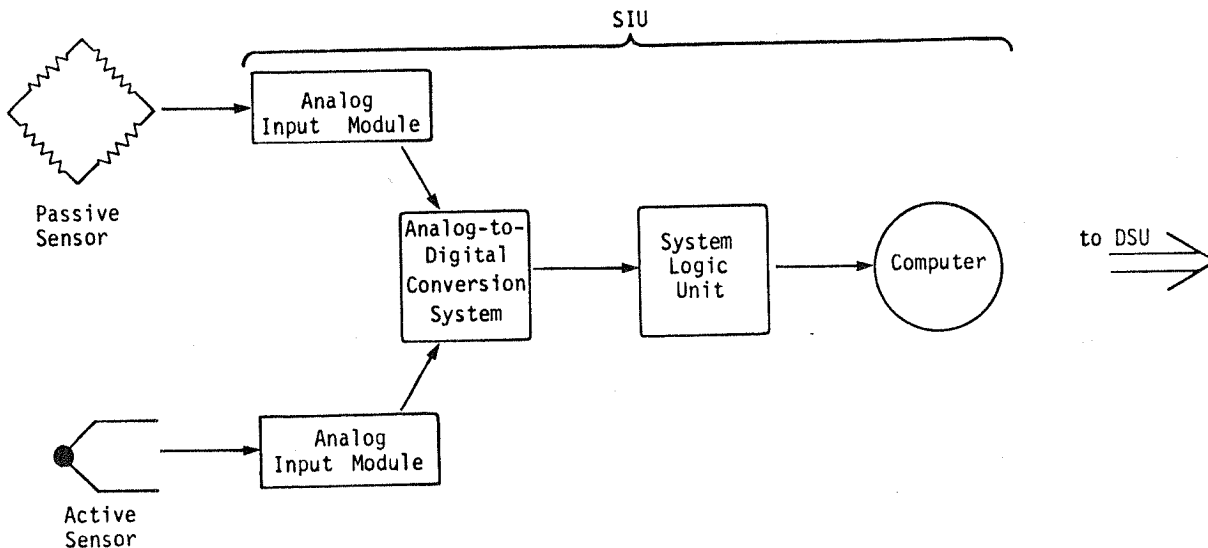 SIU
Analog
Input Module
Passive
Sensor
Analog-to-
Digital
Conversion
System
System
Logic
Unit
Computer
to DSU
Analog
Input Module
Active
Sensor